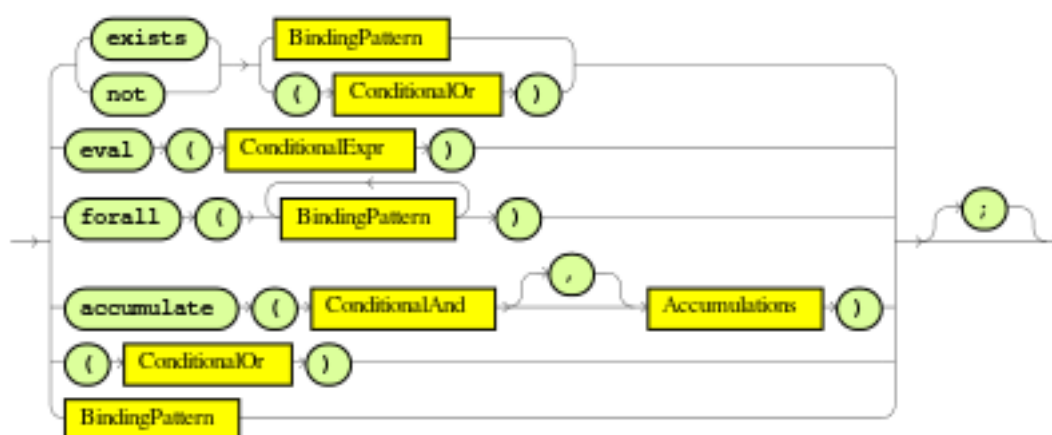 exists BindingPattern
not ( ConditionalOr )
eval ( ConditionalExpr )
forall ( BindingPattern )
;
accumulate ( ConditionalAnd , Accumulations )
( ConditionalOr )
BindingPattern